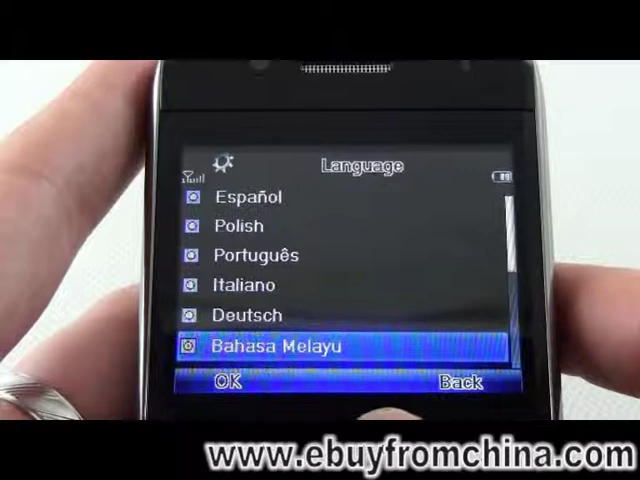 Language
Español
Polish
Português
Italiano
Deutsch
Bahasa Melayu
OK Back
www.ebuyfromchina.com